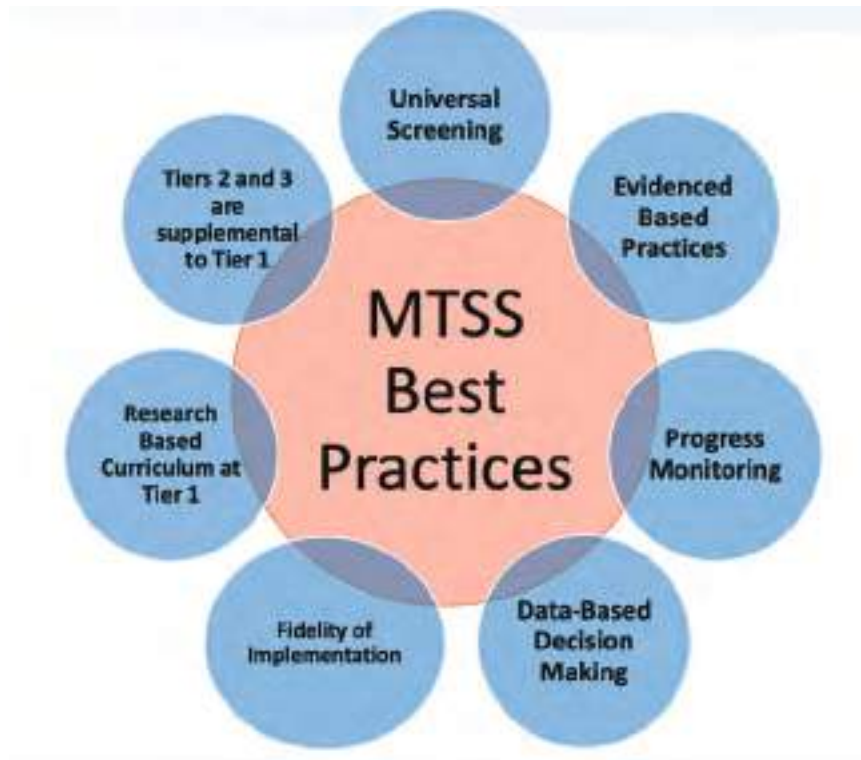 Universal
Screening
Evidenced
Based
Practices
Progress
Monitoring
Data-Based
Decision
Making
Fidelity of
Implementation
Research
Based
Curriculum at
Tier 1
Tiers 2 and 3
are
supplemental
to Tier 1
MTSS
Best
Practices